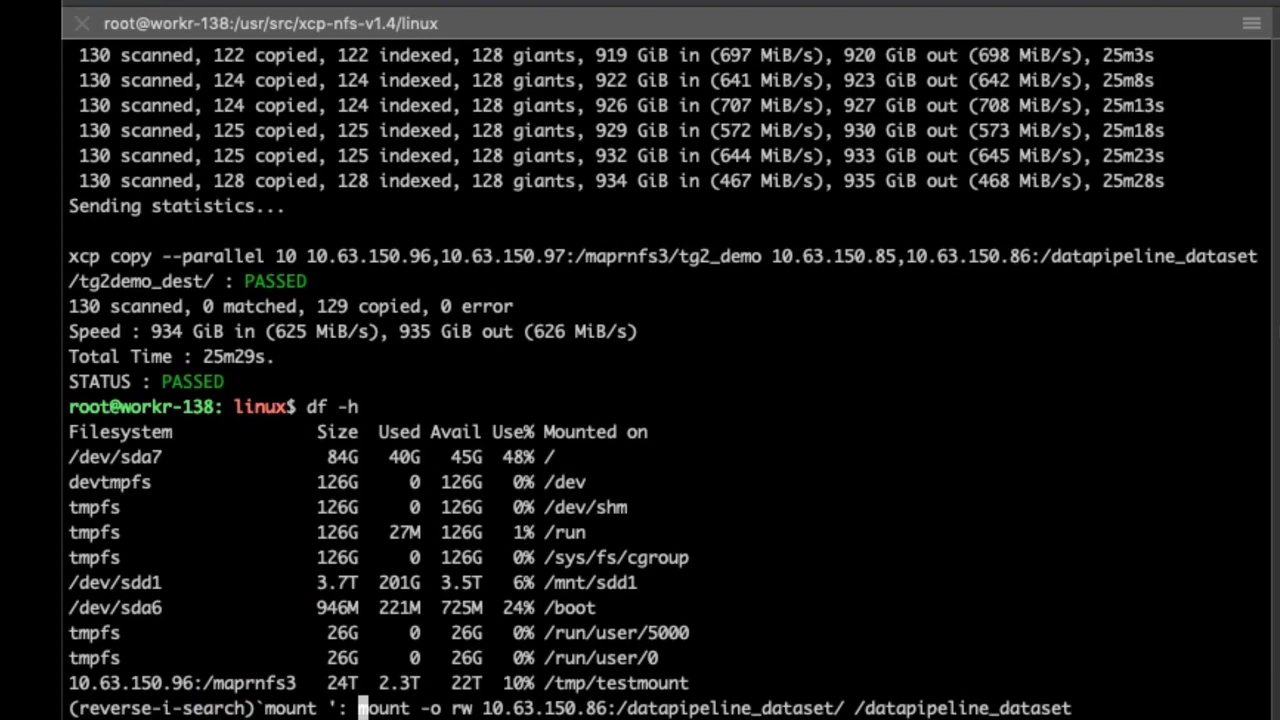 root@workr-138:/usr/src/xcp-nfs-v1.4/linux
130 scanned, 122 copied, 122 indexed, 128 giants, 919 GiB in (697 MiB/s), 920 GiB out (698 MiB/s), 25m3s
130 scanned, 124 copied, 124 indexed, 128 giants, 922 GiB in (641 MiB/s), 923 GiB out (642 MiB/s), 25m8s
130 scanned, 124 copied, 124 indexed, 128 giants, 926 GiB in (707 MiB/s), 927 GiB out (708 MiB/s), 25m13s
130 scanned, 125 copied, 125 indexed, 128 giants, 929 GiB in (572 MiB/s), 930 GiB out (573 MiB/s), 25m18s
130 scanned, 125 copied, 125 indexed, 128 giants, 932 GiB in (644 MiB/s), 933 GiB out (645 MiB/s), 25m23s
130 scanned, 128 copied, 128 indexed, 128 giants, 934 GiB in (467 MiB/s), 935 GiB out (468 MiB/s), 25m28s
Sending statistics...
xcp copy --parallel 10 10.63.150.96,10.63.150.97:/maprnfs3/tg2_demo 10.63.150.85,10.63.150.86:/datapipeline_dataset
/tg2demo_dest/ : PASSED
130 scanned, 0 matched, 129 copied, 0 error
Speed : 934 GiB in (625 MiB/s), 935 GiB out (626 MiB/s)
Total Time : 25m29s.
STATUS : PASSED
root@workr-138: linux$ df -h
Filesystem Size Used Avail Use% Mounted on
/dev/sda7 84G 40G 45G 48% /
devtmpfs 126G 0 126G 0% /dev
tmpfs 126G 0 126G 0% /dev/shm
tmpfs 126G 27M 126G 1% /run
tmpfs 126G 0 126G 0% /sys/fs/cgroup
/dev/sdd1 3.7T 201G 3.5T 6% /mnt/sdd1
/dev/sda6 946M 221M 725M 24% /boot
tmpfs 26G 0 26G 0% /run/user/5000
tmpfs 26G 0 26G 0% /run/user/0
10.63.150.96:/maprnfs3 24T 2.3T 22T 10% /tmp/testmount
(reverse-i-search)`mount ': mount -o rw 10.63.150.86:/datapipeline_dataset/ /datapipeline_dataset